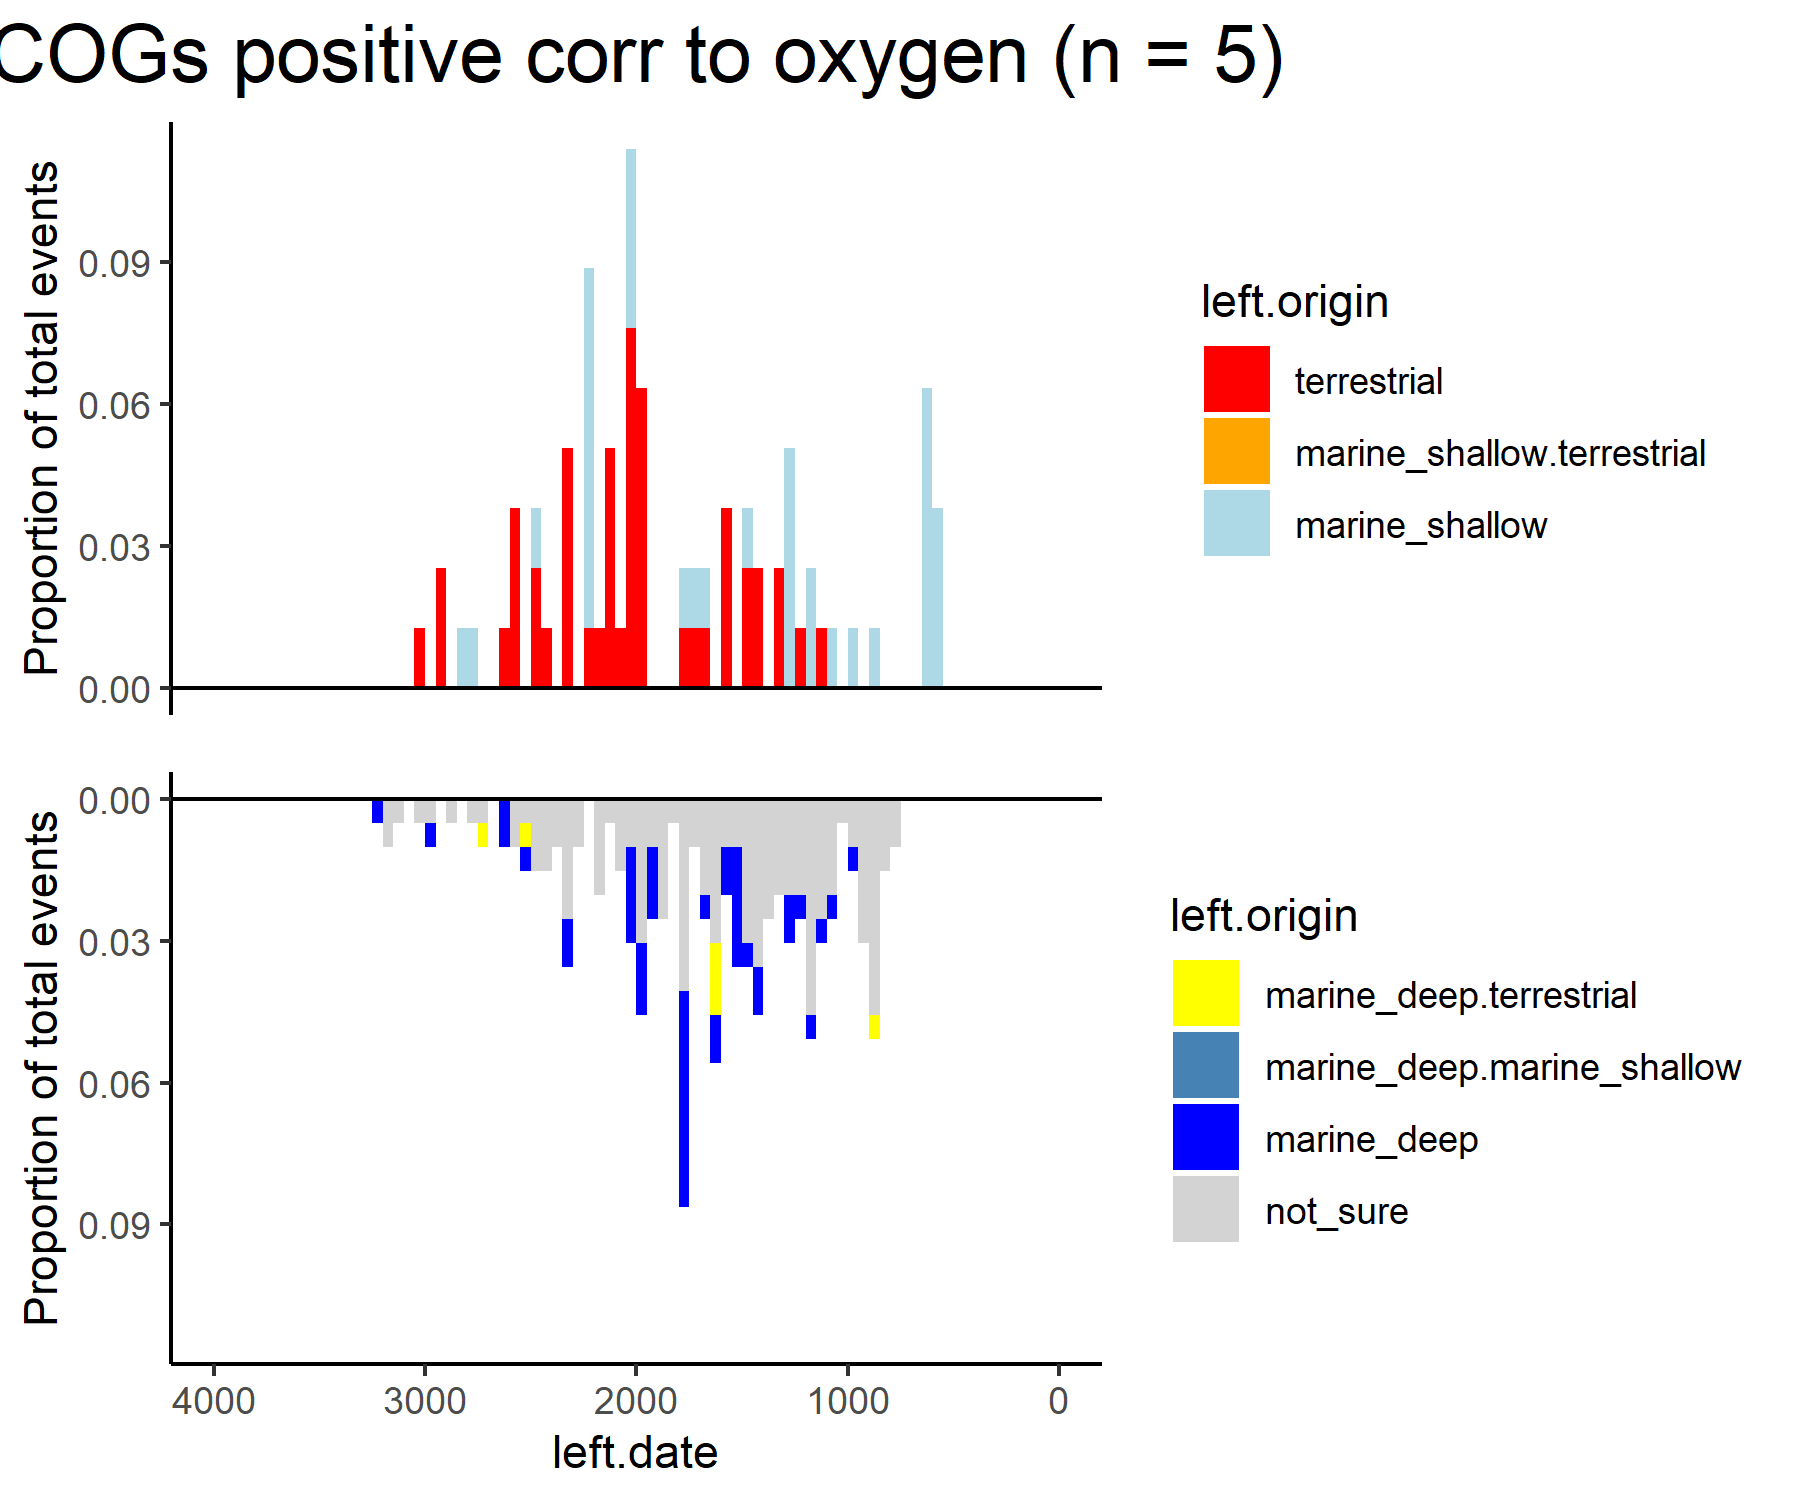 COGs positive corr to oxygen (n = 5)
Proportion of total events
0.09
0.06
0.03
0.00
left.origin
terrestrial
marine_shallow.terrestrial
marine_shallow
Proportion of total events
0.00
0.03
0.06
0.09
left.origin
marine_deep.terrestrial
marine_deep.marine_shallow
marine_deep
not_sure
4000 3000 2000 1000 0
left.date